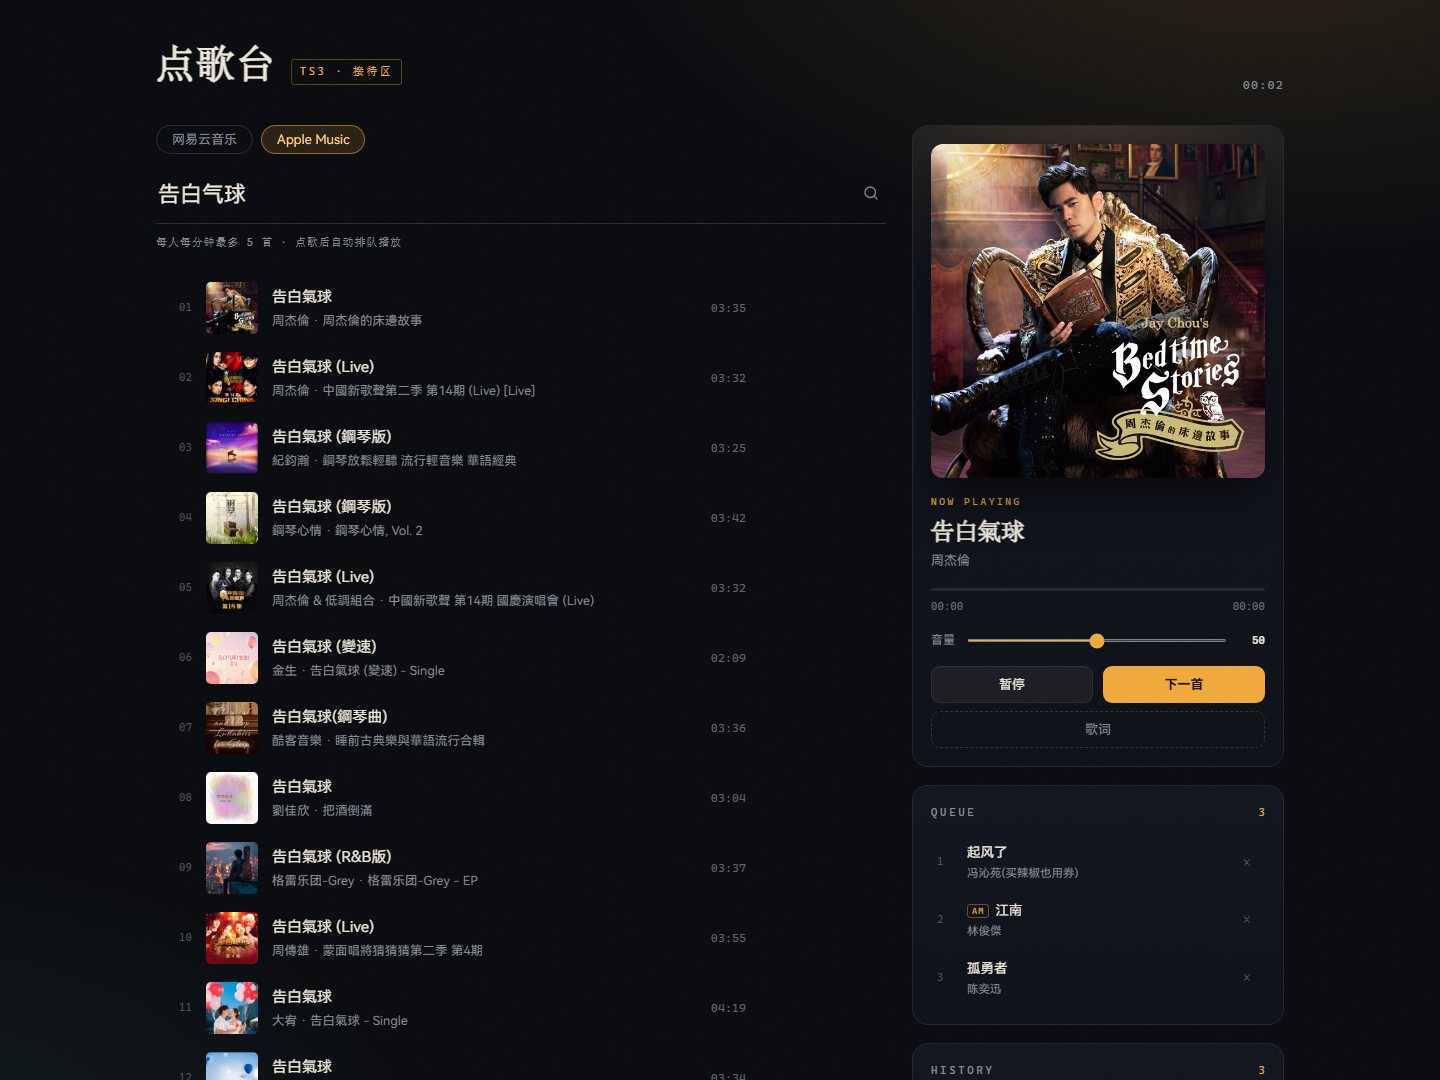 点歌台
TS3 · 接待区
00:02
网易云音乐
Apple Music
告白气球
每人每分钟最多 5 首 · 点歌后自动排队播放
01
告白氣球
周杰倫 · 周杰倫的床邊故事
03:35
02
告白氣球 (Live)
周杰倫 · 中國新歌聲第二季 第14期 (Live) [Live]
03:32
03
告白氣球 (鋼琴版)
紀鈞瀚 · 鋼琴放鬆輕聽 流行輕音樂 華語經典
03:25
04
告白氣球 (鋼琴版)
鋼琴心情 · 鋼琴心情, Vol. 2
03:42
05
告白氣球 (Live)
周杰倫 & 低調組合 · 中國新歌聲 第14期 國慶演唱會 (Live)
03:32
06
告白氣球 (變速)
金生 · 告白氣球 (變速) - Single
02:09
07
告白氣球(鋼琴曲)
酷客音樂 · 睡前古典樂與華語流行合輯
03:36
08
告白氣球
劉佳欣 · 把酒倒滿
03:04
09
告白氣球 (R&B版)
格雷乐团-Grey · 格雷乐团-Grey - EP
03:37
10
告白氣球 (Live)
周傳雄 · 蒙面唱將猜猜猜第二季 第4期
03:55
11
告白氣球
大宥 · 告白氣球 - Single
04:19
12
告白氣球
03:34
Jay Chou's
Bedtime
Stories
周杰倫的床邊故事
NOW PLAYING
告白氣球
周杰倫
00:00
00:00
音量
50
暂停
下一首
歌词
QUEUE
3
1
起风了
冯沁苑(买辣椒也用券)
×
2
AM 江南
林俊傑
×
3
孤勇者
陈奕迅
×
HISTORY
3